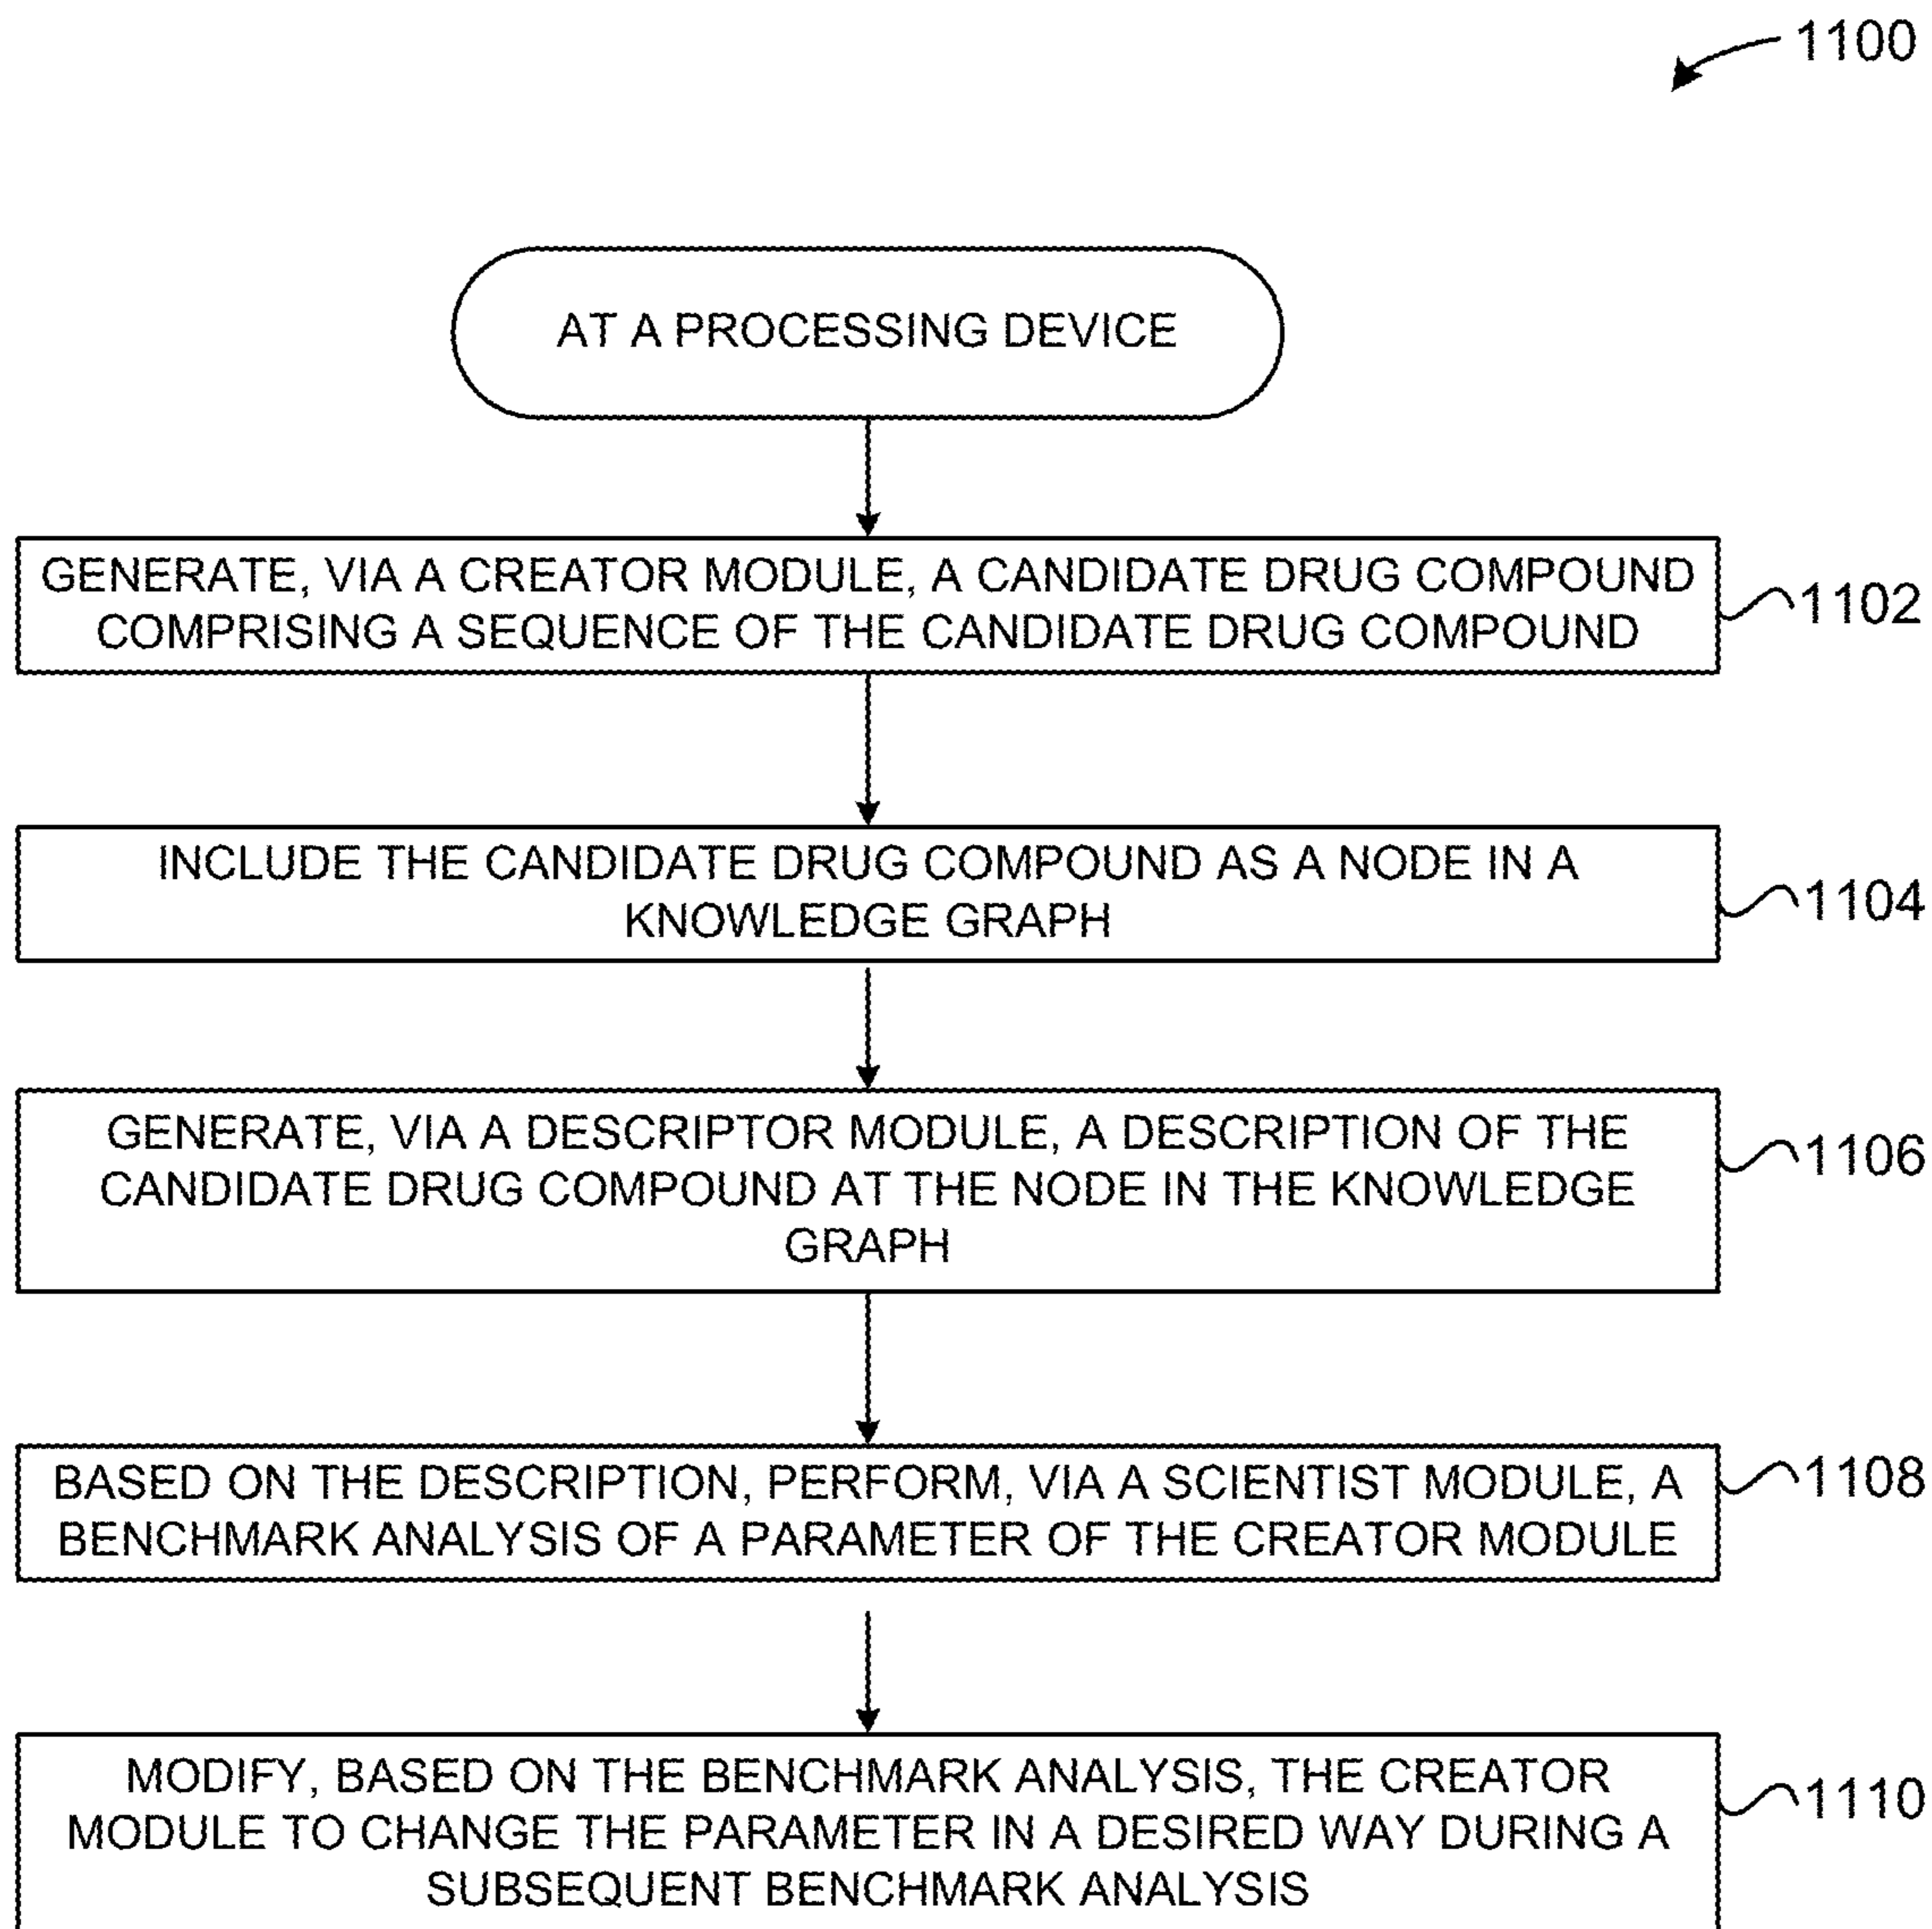 1100
AT A PROCESSING DEVICE
GENERATE, VIA A CREATOR MODULE, A CANDIDATE DRUG COMPOUND
COMPRISING A SEQUENCE OF THE CANDIDATE DRUG COMPOUND
1102
INCLUDE THE CANDIDATE DRUG COMPOUND AS A NODE IN A
KNOWLEDGE GRAPH
1104
GENERATE, VIA A DESCRIPTOR MODULE, A DESCRIPTION OF THE
CANDIDATE DRUG COMPOUND AT THE NODE IN THE KNOWLEDGE
GRAPH
1106
BASED ON THE DESCRIPTION, PERFORM, VIA A SCIENTIST MODULE, A
BENCHMARK ANALYSIS OF A PARAMETER OF THE CREATOR MODULE
1108
MODIFY, BASED ON THE BENCHMARK ANALYSIS, THE CREATOR
MODULE TO CHANGE THE PARAMETER IN A DESIRED WAY DURING A
SUBSEQUENT BENCHMARK ANALYSIS
1110